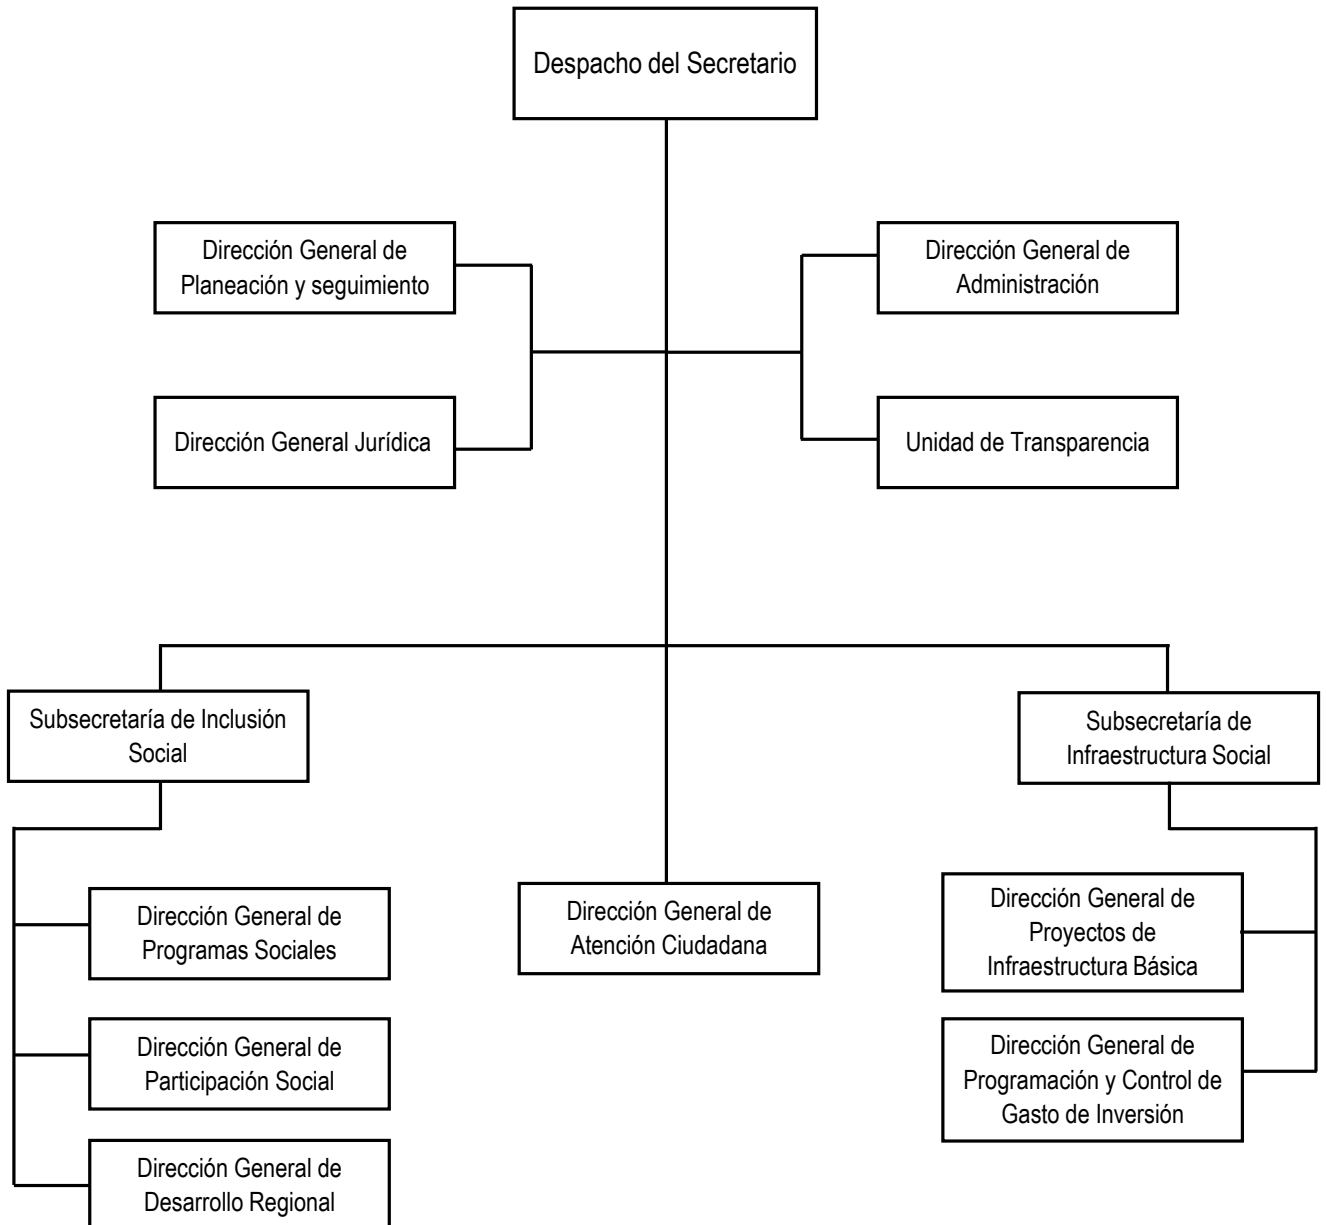 Despacho del Secretario
Dirección General de
Planeación y seguimiento
Dirección General de
Administración
Dirección General Jurídica
Unidad de Transparencia
Subsecretaría de Inclusión
Social
Subsecretaría de
Infraestructura Social
Dirección General de
Programas Sociales
Dirección General de
Atención Ciudadana
Dirección General de
Proyectos de
Infraestructura Básica
Dirección General de
Participación Social
Dirección General de
Programación y Control de
Gasto de Inversión
Dirección General de
Desarrollo Regional